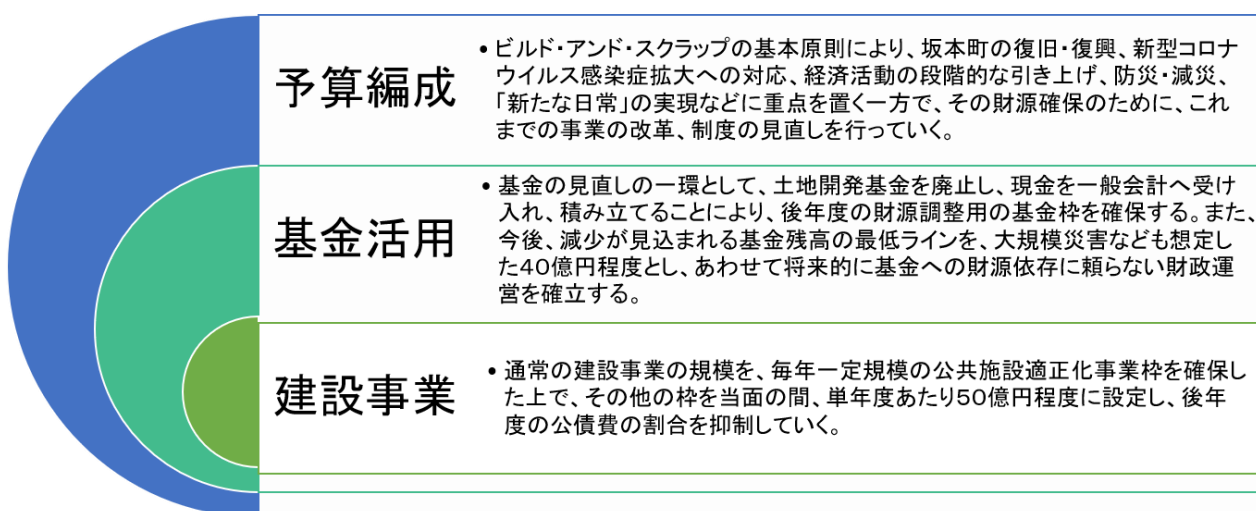 予算編成
• ビルド・アンド・スクラップの基本原則により、坂本町の復旧・復興、新型コロナ
ウイルス感染症拡大への対応、経済活動の段階的な引き上げ、防災・減災、
「新たな日常」の実現などに重点を置く一方で、その財源確保のために、これ
までの事業の改革、制度の見直しを行っていく。
基金活用
• 基金の見直しの一環として、土地開発基金を廃止し、現金を一般会計へ受け
入れ、積み立てることにより、後年度の財源調整用の基金枠を確保する。また、
今後、減少が見込まれる基金残高の最低ラインを、大規模災害なども想定し
た40億円程度とし、あわせて将来的に基金への財源依存に頼らない財政運
営を確立する。
建設事業
• 通常の建設事業の規模を、毎年一定規模の公共施設適正化事業枠を確保し
た上で、その他の枠を当面の間、単年度あたり50億円程度に設定し、後年
度の公債費の割合を抑制していく。